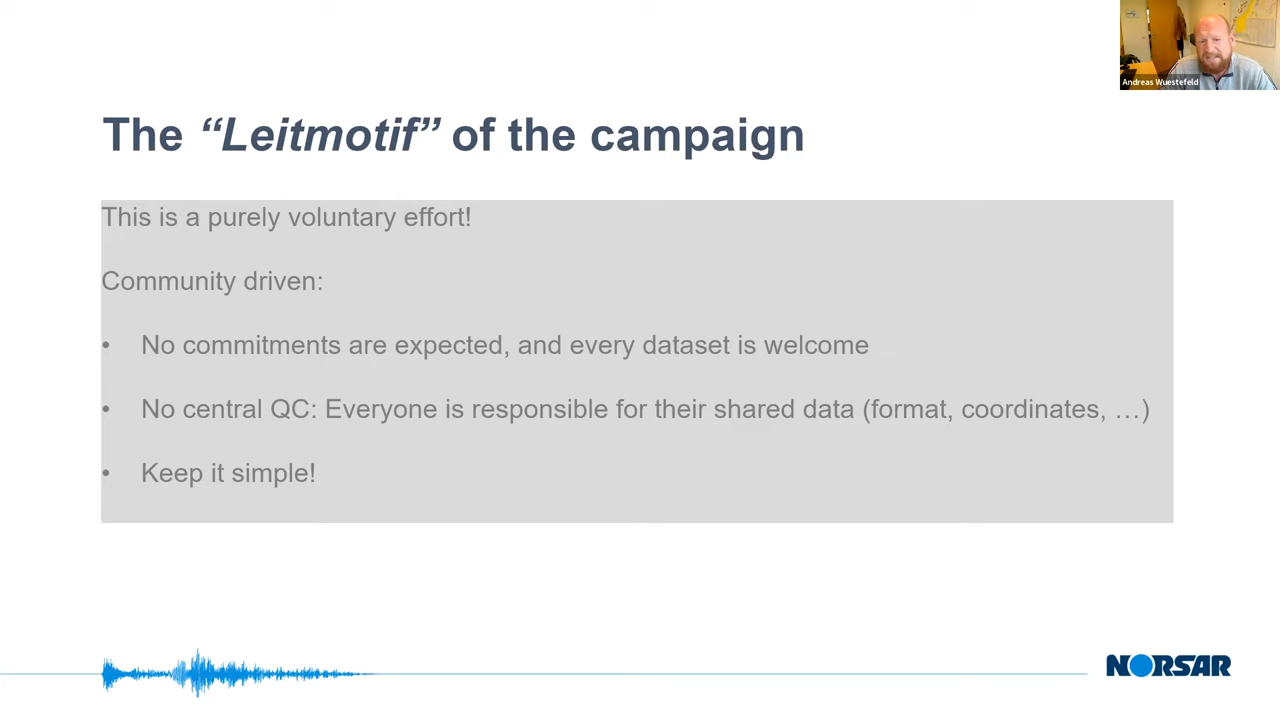 Andreas Wuestefeld
The “Leitmotif” of the campaign
This is a purely voluntary effort!
Community driven:
• No commitments are expected, and every dataset is welcome
• No central QC: Everyone is responsible for their shared data (format, coordinates, …)
• Keep it simple!
NORSAR